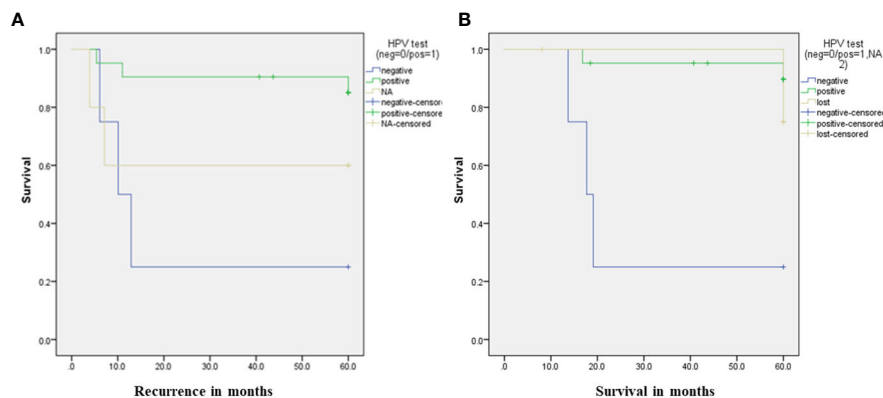 A
HPV test
(neg=0/pos=1)
negative
positive
NA
negative-censored
positive-censore
NA-censored
Survival
1.0
0.8
0.6
0.4
0.2
0.0
.0 10.0 20.0 30.0 40.0 50.0 60.0
Recurrence in months
B
HPV test
(neg=0/pos=1,NA
2)
negative
positive
lost
negative-censored
positive-censored
lost-censored
Survival
1.0
0.8
0.6
0.4
0.2
0.0
.0 10.0 20.0 30.0 40.0 50.0 60.0
Survival in months